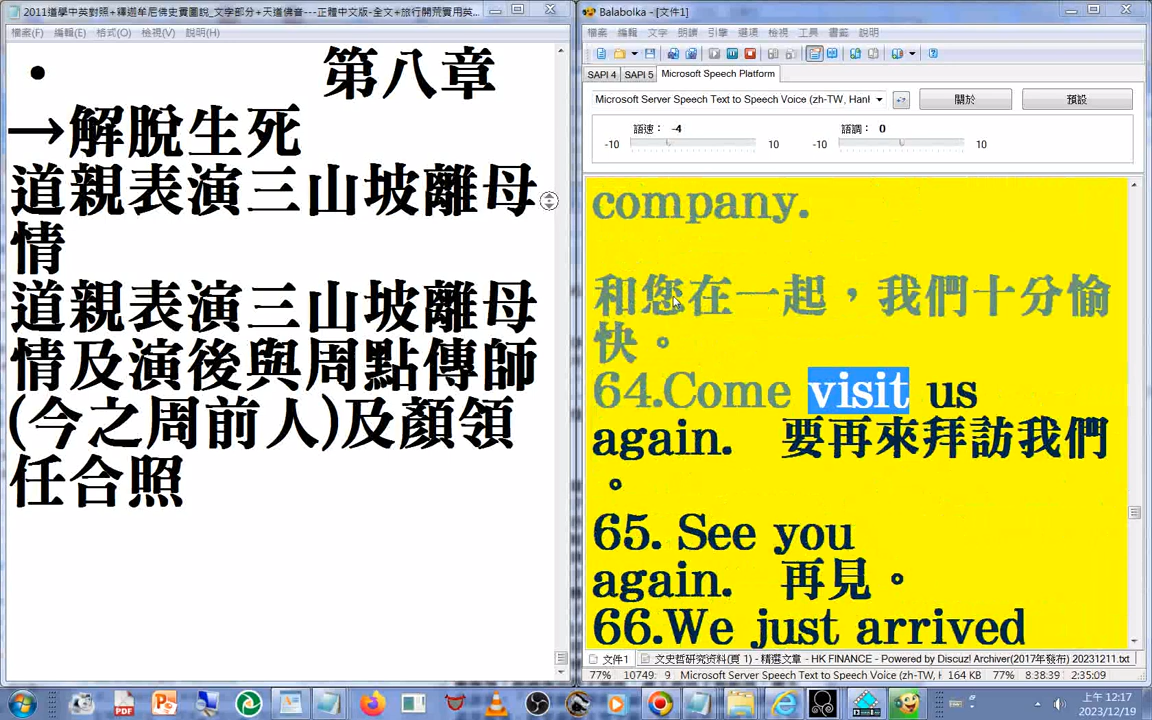 2011道學中英對照+釋迦牟尼佛史實圖說_文字部分+天道佛音---正體中文版-全文+旅行開荒實用英...
檔案(F) 編輯(E) 格式(O) 檢視(V) 說明(H)
• 第八章
→解脫生死
道親表演三山坡離母
情
道親表演三山坡離母
情及演後與周點傳師
(今之周前人)及顏領
任合照
Balabolka - [文件1]
檔案 編輯 文字 朗讀 引擎 選項 檢視 工具 書籤 說明
SAPI 4 SAPI 5 Microsoft Speech Platform
Microsoft Server Speech Text to Speech Voice (zh-TW, Hanl
關於 預設
語速： -4 語調： 0
-10 10 -10 10
company.
和您在一起，我們十分愉
快。
64.Come visit us
again. 要再來拜訪我們
。
65. See you
again. 再見。
66.We just arrived
文件1 文史哲研究资料(頁 1) - 精選文章 - HK FINANCE - Powered by Discuz! Archiver(2017年發布) 20231211.txt
77% 10749: 9 Microsoft Server Speech Text to Speech Voice (zh-TW, H 164 KB 77% 8:38:39 2:35:09
上午 12:17
2023/12/19